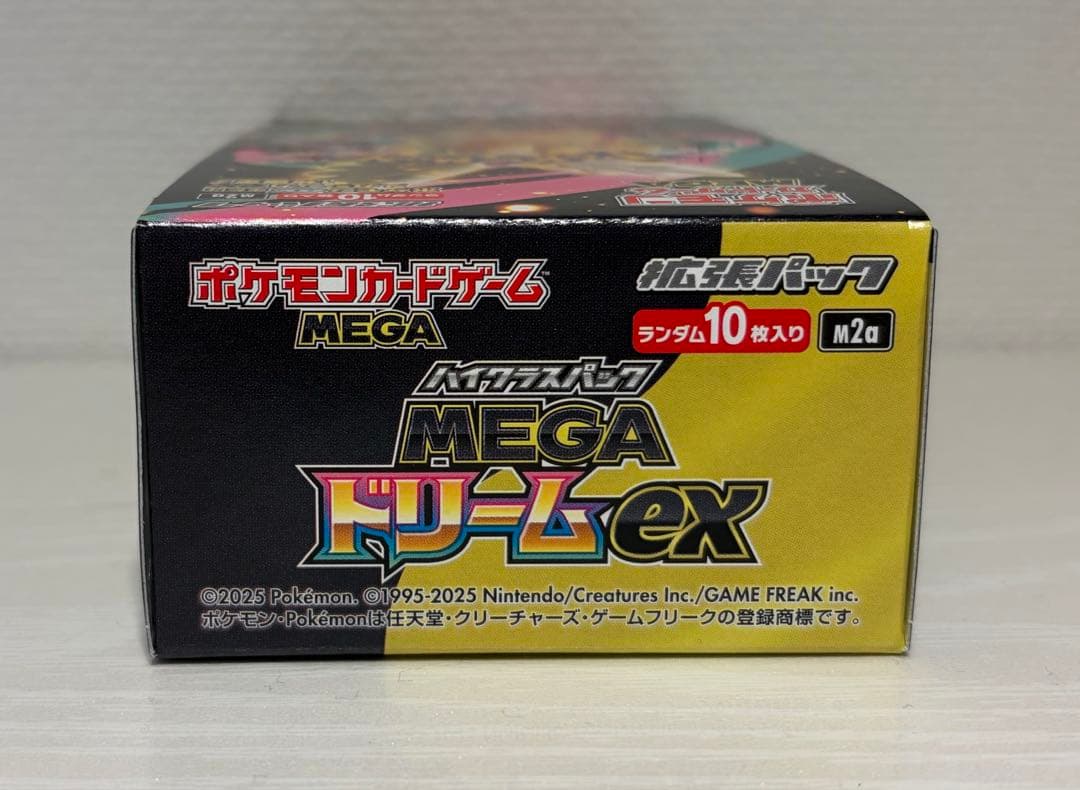 ポケモンカードゲーム™
MEGA
拡張パック
ランダム10枚入り
M2a
ハイクラスパック
MEGA
ドリームex
©2025 Pokémon. ©1995-2025 Nintendo/Creatures Inc./GAME FREAK inc.
ポケモン・Pokémonは任天堂・クリーチャーズ・ゲームフリークの登録商標です。